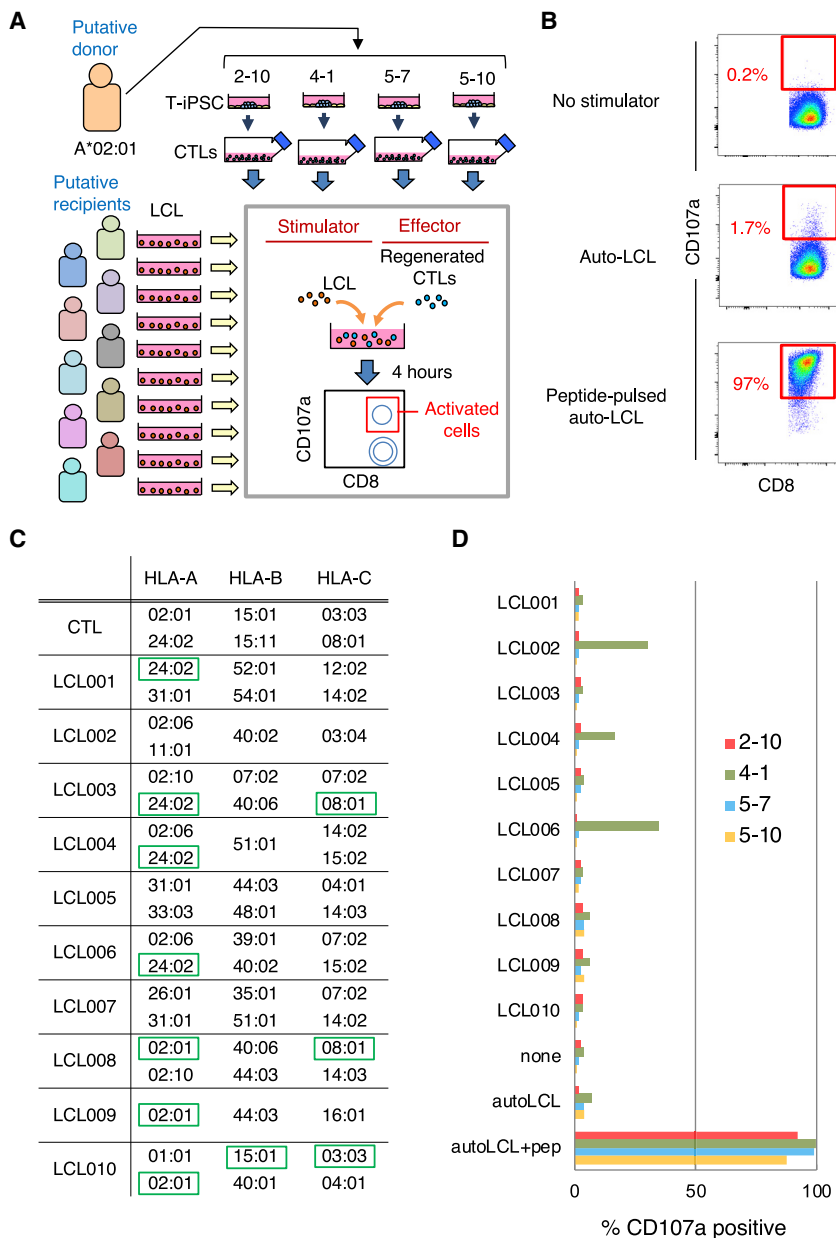 A
Putative
donor
A*02:01
2-10 4-1 5-7 5-10
T-iPSC
CTLs
Putative
recipients
LCL
Stimulator Effector
Regenerated
CTLs
LCL
4 hours
CD107a
Activated
cells
CD8
B
0.2%
No stimulator
CD107a
1.7%
Auto-LCL
97%
Peptide-pulsed
auto-LCL
CD8
C
HLA-A HLA-B HLA-C
CTL
02:01 15:01 03:03
24:02 15:11 08:01
LCL001
24:02 52:01 12:02
31:01 54:01 14:02
LCL002
02:06
11:01
40:02 03:04
LCL003
02:10 07:02 07:02
24:02 40:06 08:01
LCL004
02:06 14:02
51:01
24:02 15:02
LCL005
31:01 44:03 04:01
33:03 48:01 14:03
LCL006
02:06 39:01 07:02
24:02 40:02 15:02
LCL007
26:01 35:01 07:02
31:01 51:01 14:02
LCL008
02:01 40:06 08:01
02:10 44:03 14:03
LCL009
02:01 44:03 16:01
LCL010
01:01 15:01 03:03
02:01 40:01 04:01
D
LCL001
LCL002
LCL003
LCL004
LCL005
LCL006
LCL007
LCL008
LCL009
LCL010
none
autoLCL
autoLCL+pep
2-10
4-1
5-7
5-10
0 50 100
% CD107a positive